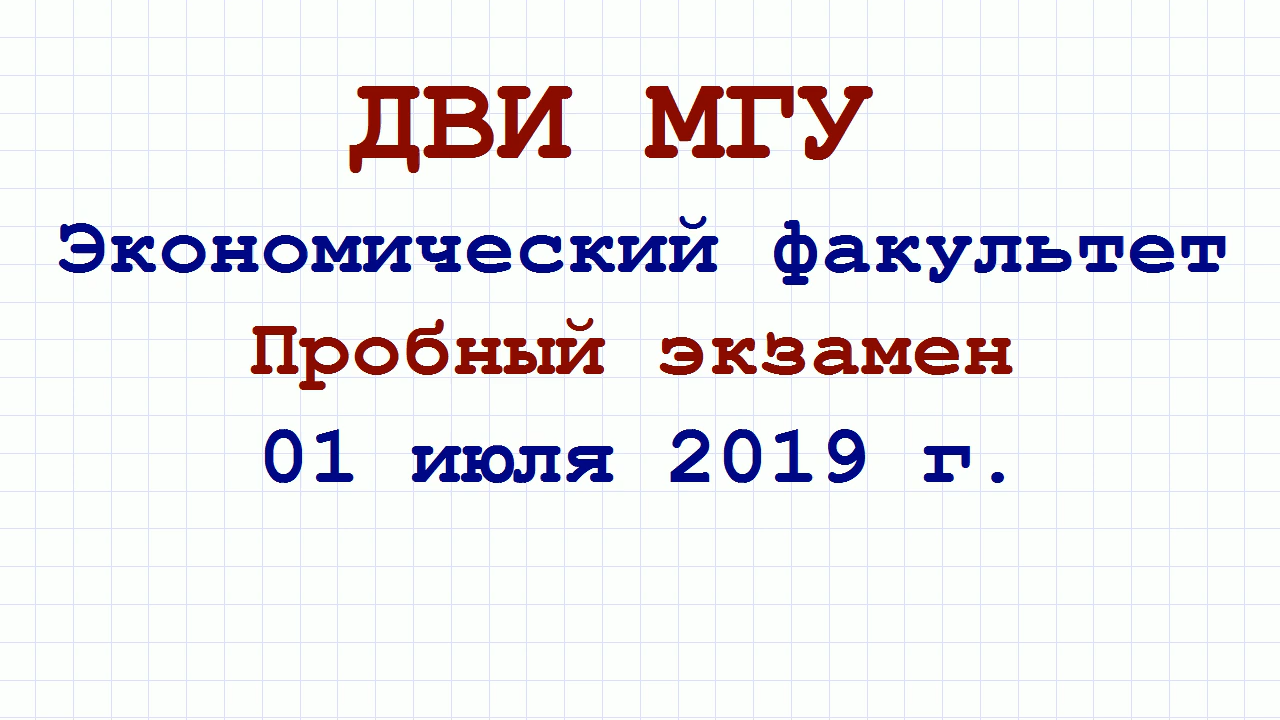 ДВИ МГУ
Экономический факультет
Пробный экзамен
01 июля 2019 г.